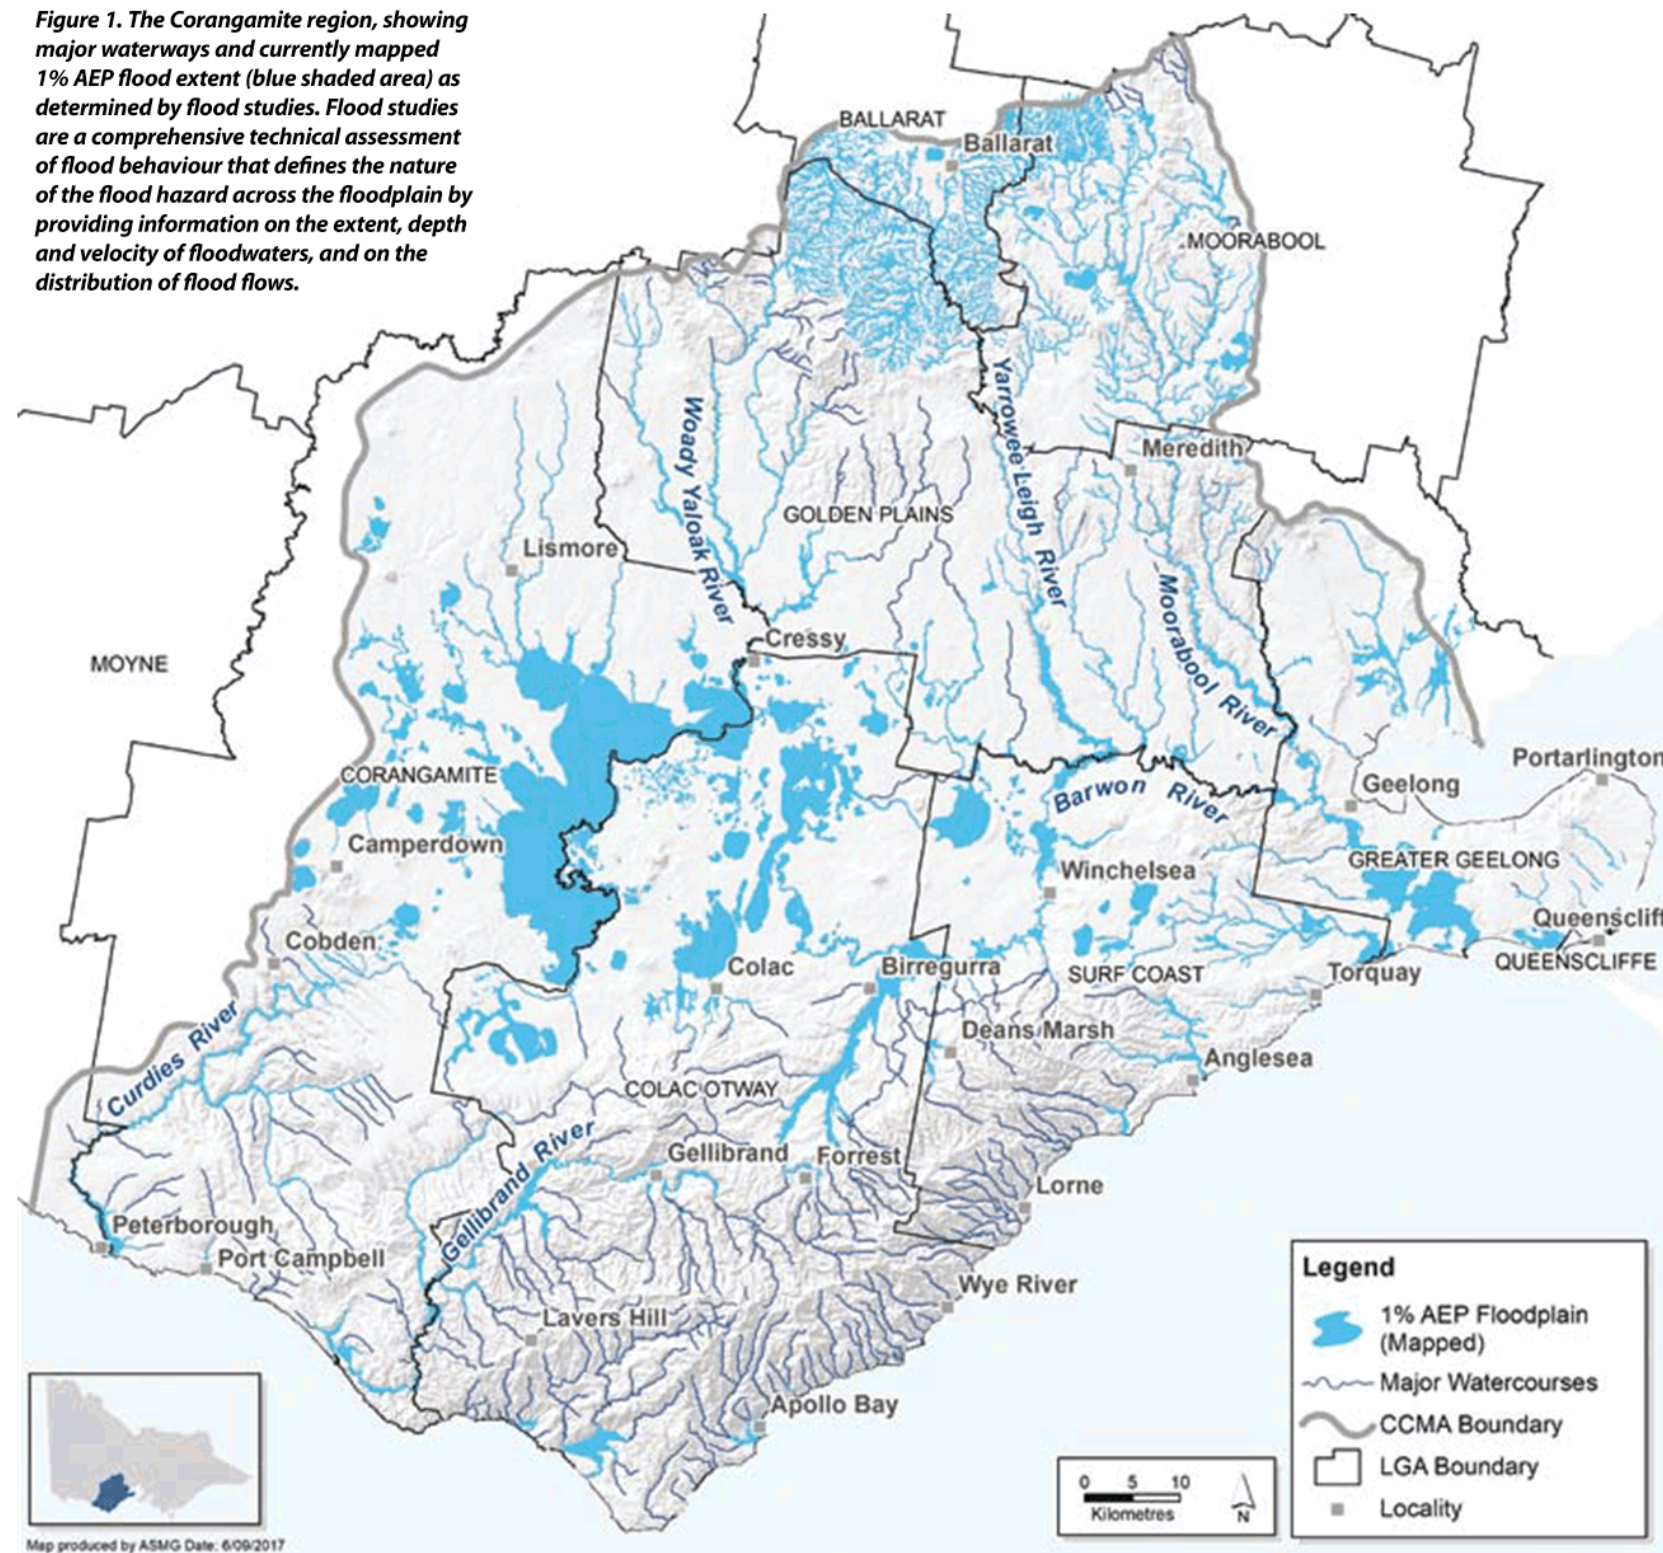 Figure 1. The Corangamite region, showing
major waterways and currently mapped
1% AEP flood extent (blue shaded area) as
determined by flood studies. Flood studies
are a comprehensive technical assessment
of flood behaviour that defines the nature
of the flood hazard across the floodplain by
providing information on the extent, depth
and velocity of floodwaters, and on the
distribution of flood flows.
BALLARAT
Ballarat
MOORABOOL
Meredith
Yarrowee Leigh River
Woady Yaloak River
GOLDEN PLAINS
Lismore
Moorabool River
Cressy
MOYNE
Portarlington
CORANGAMITE
Geelong
Barwon River
Camperdown
GREATER GEELONG
Winchelsea
Queenscliff
Cobden
QUEENSCLIFFE
Colac
Birregurra
SURF COAST
Torquay
Curdies River
Deans Marsh
Anglesea
COLAC OTWAY
Gellibrand River
Gellibrand
Forrest
Lorne
Peterborough
Port Campbell
Wye River
Lavers Hill
Apollo Bay
Legend
1% AEP Floodplain
(Mapped)
Major Watercourses
CCMA Boundary
LGA Boundary
Locality
0 5 10
Kilometres
N
Map produced by ASMG Date: 6/09/2017